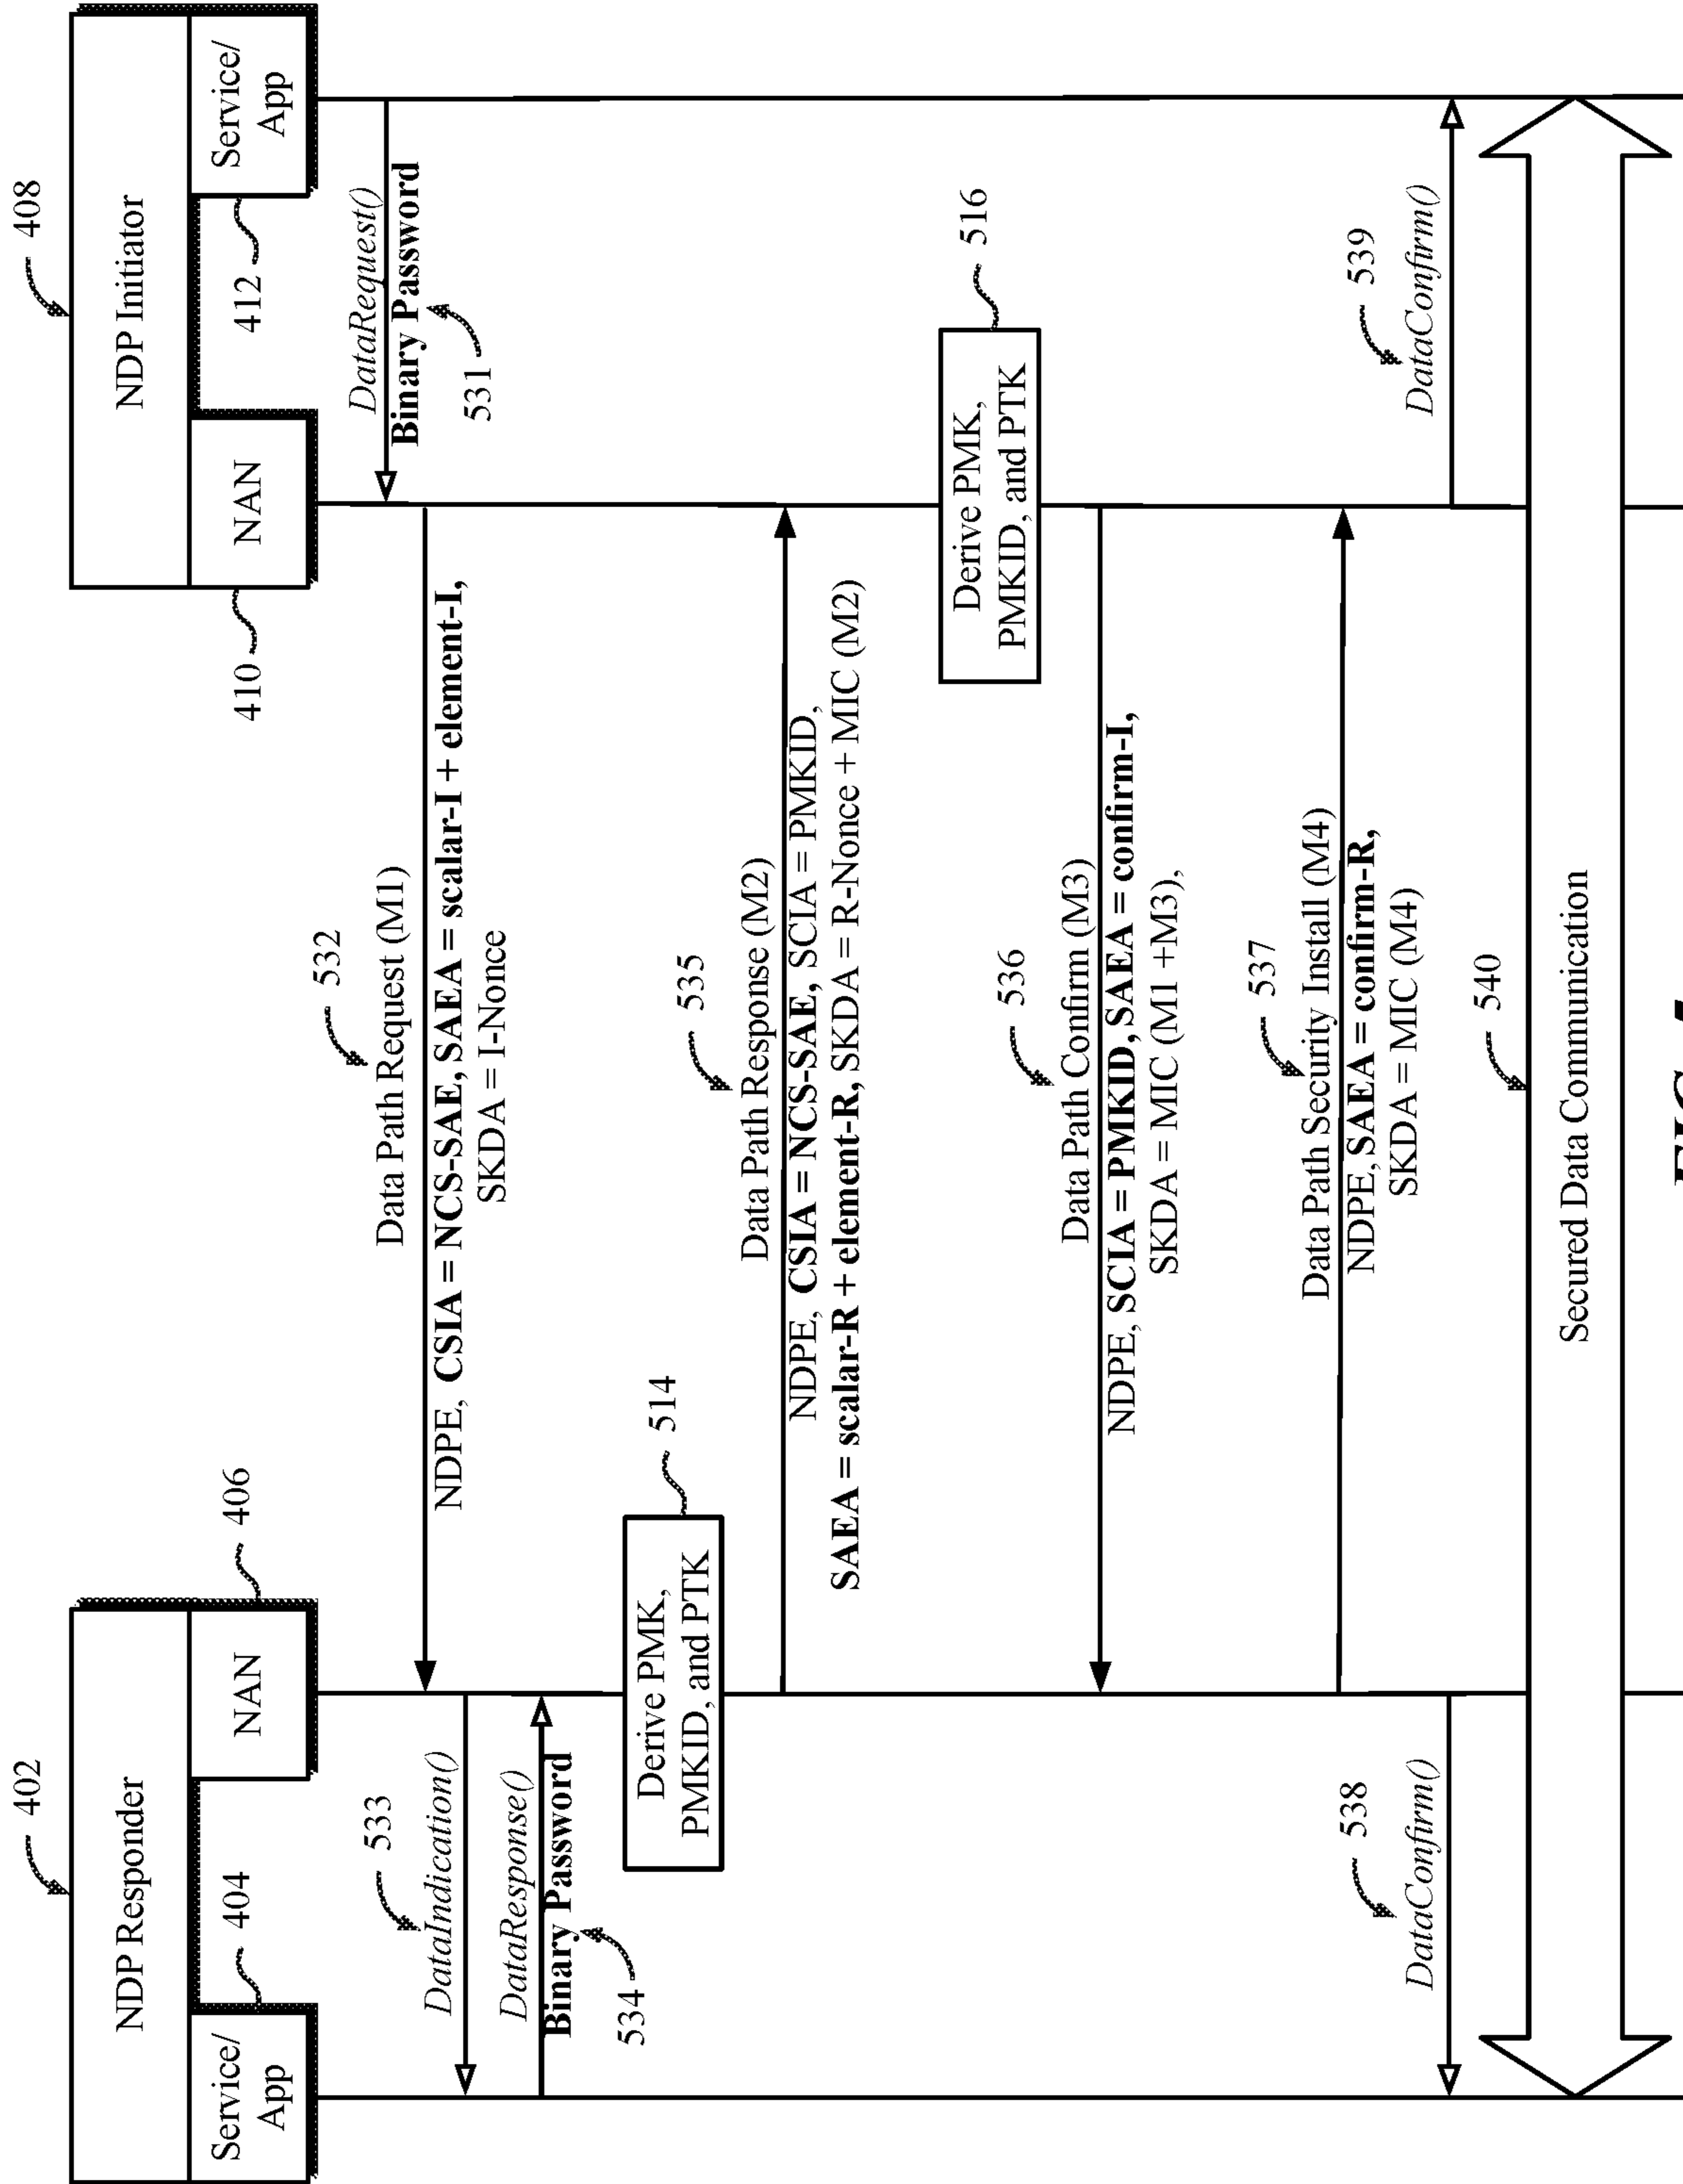 402
NDP Responder
Service/
App
404
NAN
406
408
NDP Initiator
NAN
410
Service/
App
412
DataRequest()
Binary Password
531
532
Data Path Request (M1)
NDPE, CSIA = NCS-SAE, SAEA = scalar-I + element-I,
SKDA = I-Nonce
533
DataIndication()
DataResponse()
Binary Password
534
Derive PMK,
PMKID, and PTK
514
535
Data Path Response (M2)
NDPE, CSIA = NCS-SAE, SCIA = PMKID,
SAEA = scalar-R + element-R, SKDA = R-Nonce + MIC (M2)
Derive PMK,
PMKID, and PTK
516
536
Data Path Confirm (M3)
NDPE, SCIA = PMKID, SAEA = confirm-I,
SKDA = MIC (M1 +M3),
537
Data Path Security Install (M4)
NDPE, SAEA = confirm-R,
SKDA = MIC (M4)
538
DataConfirm()
539
DataConfirm()
540
Secured Data Communication